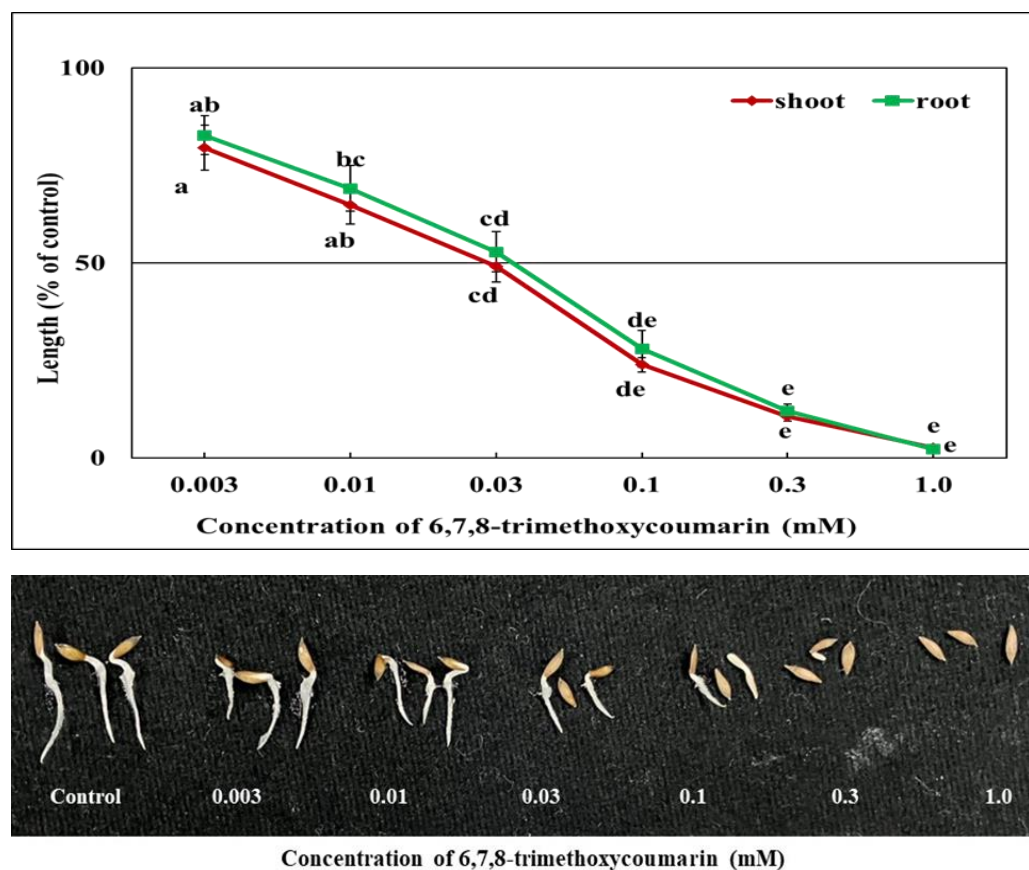 100
50
0
Length (% of control)
shoot root
ab
a
bc
ab
cd
cd
de
de
e
e
e
e
0.003 0.01 0.03 0.1 0.3 1.0
Concentration of 6,7,8-trimethoxycoumarin (mM)
Control 0.003 0.01 0.03 0.1 0.3 1.0
Concentration of 6,7,8-trimethoxycoumarin (mM)